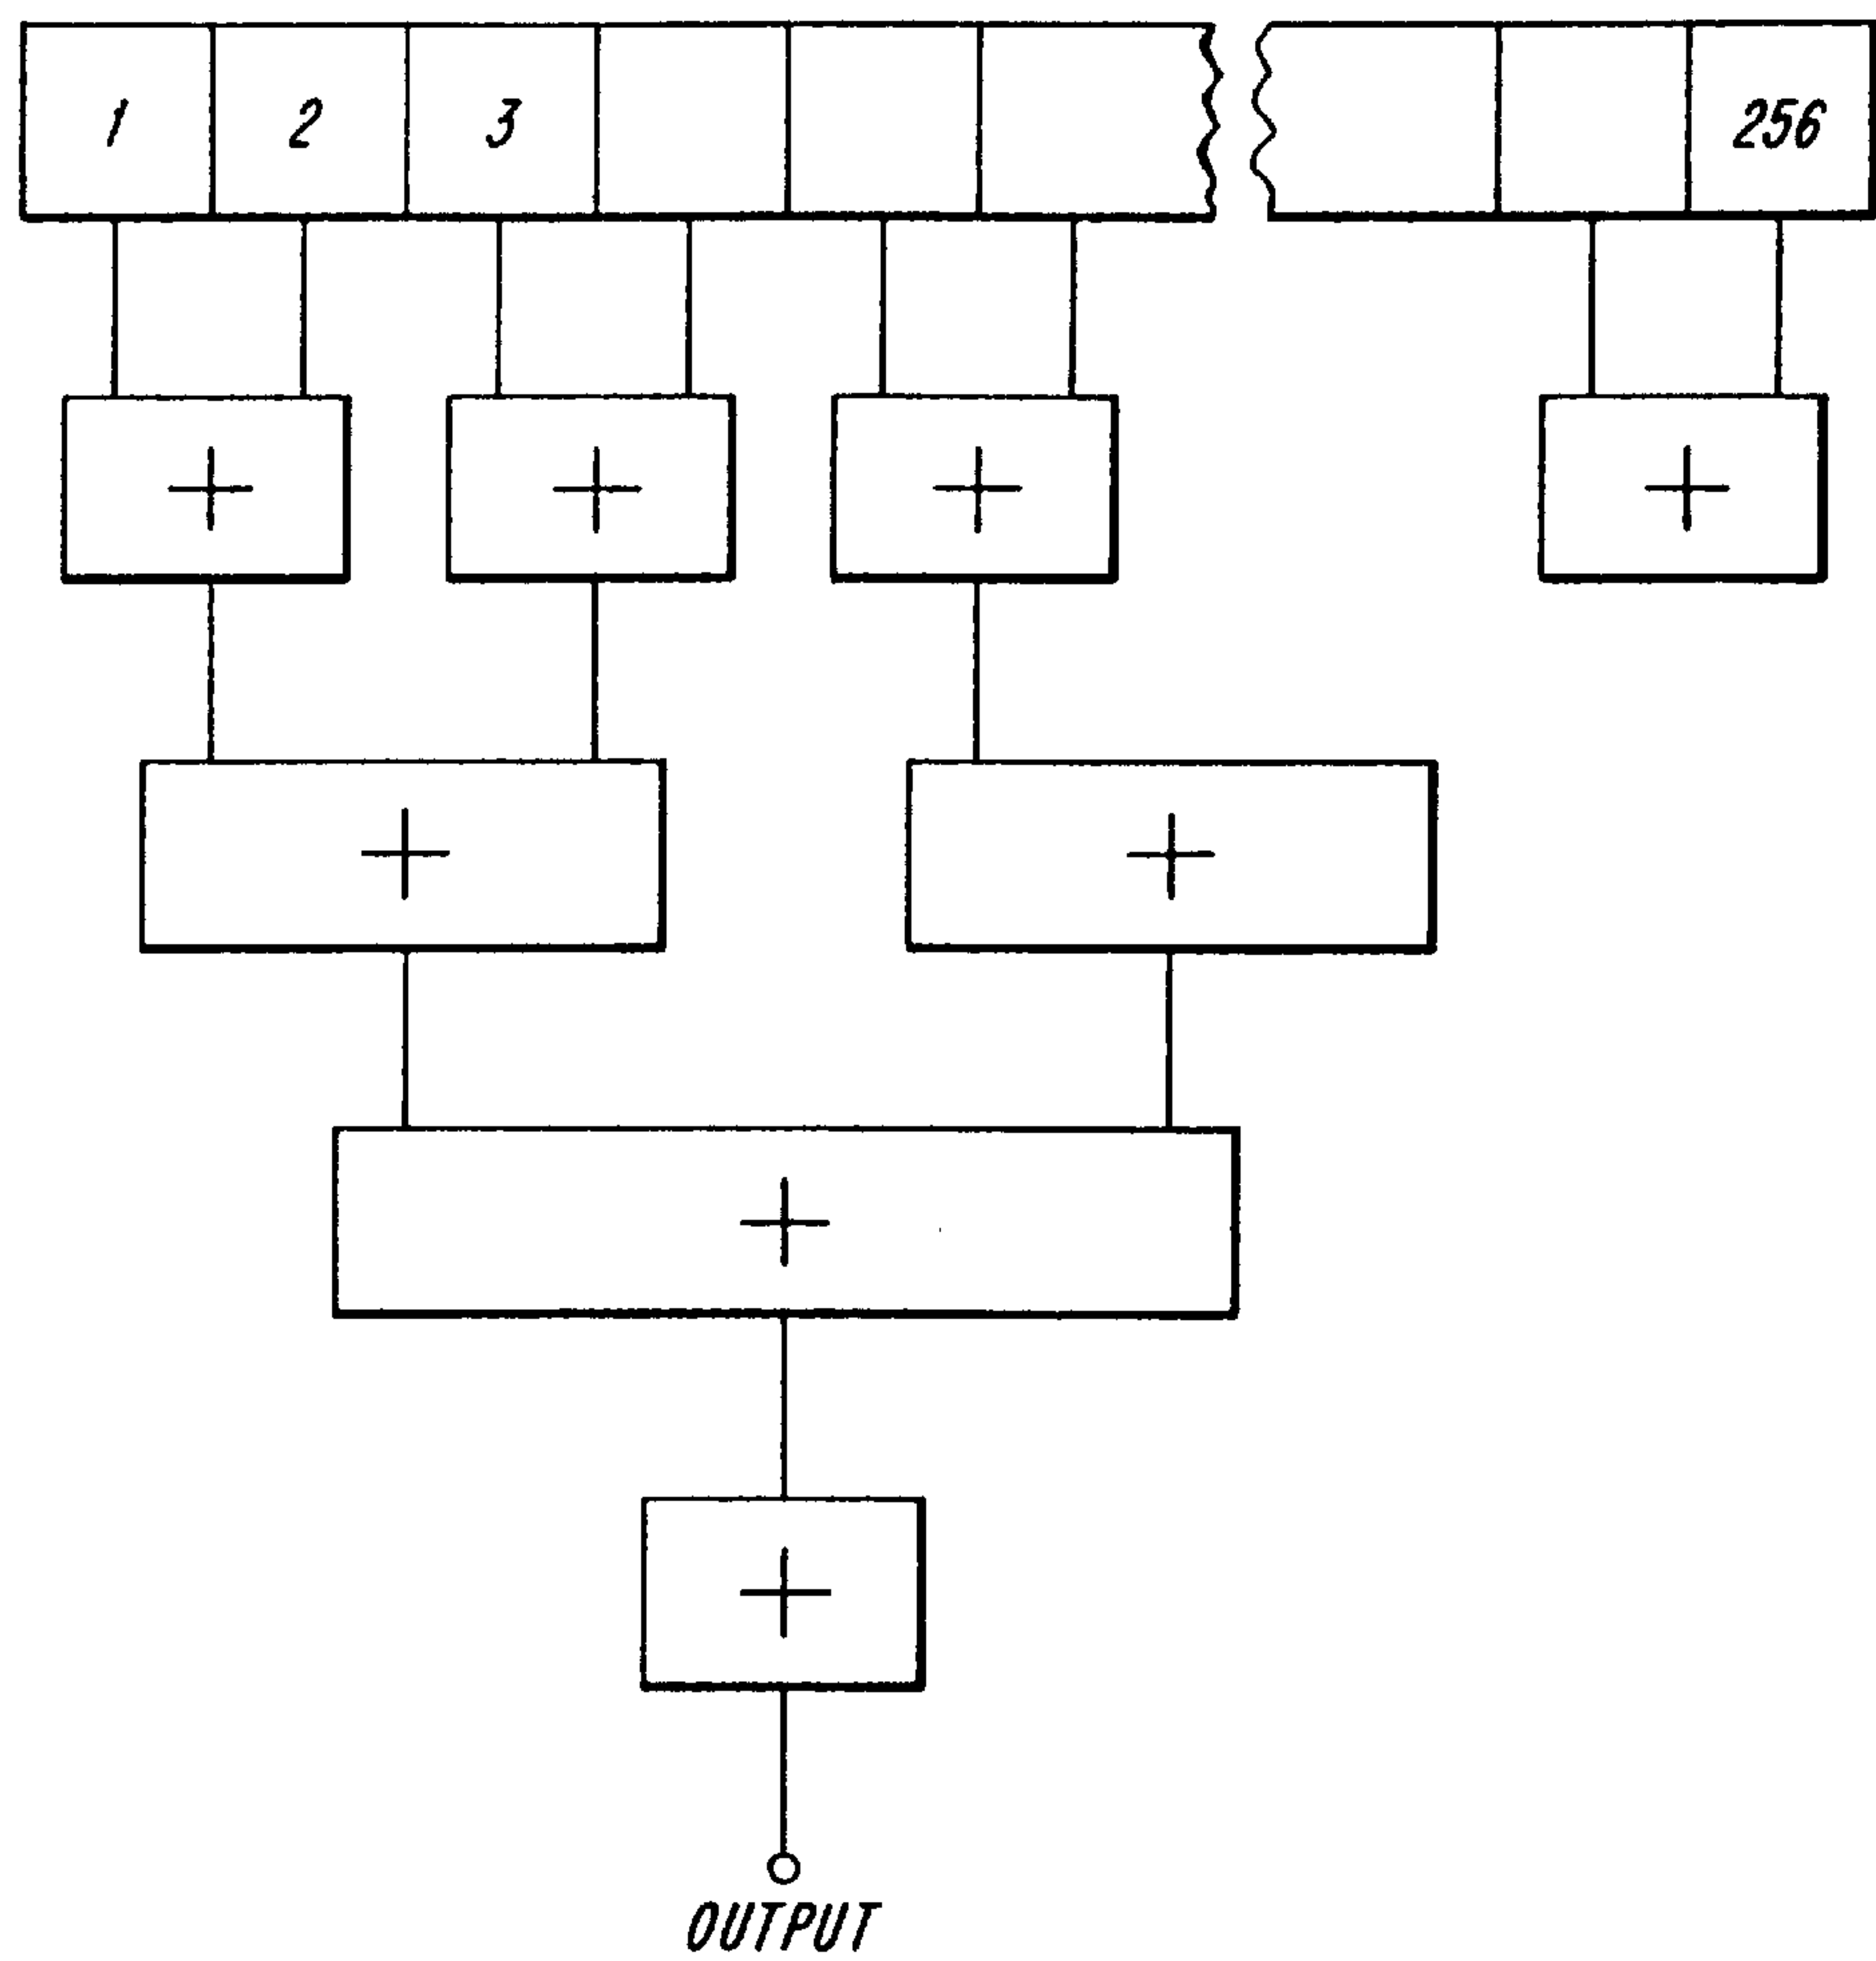 1 2 3 256
+ + + +
+ +
+
+
OUTPUT